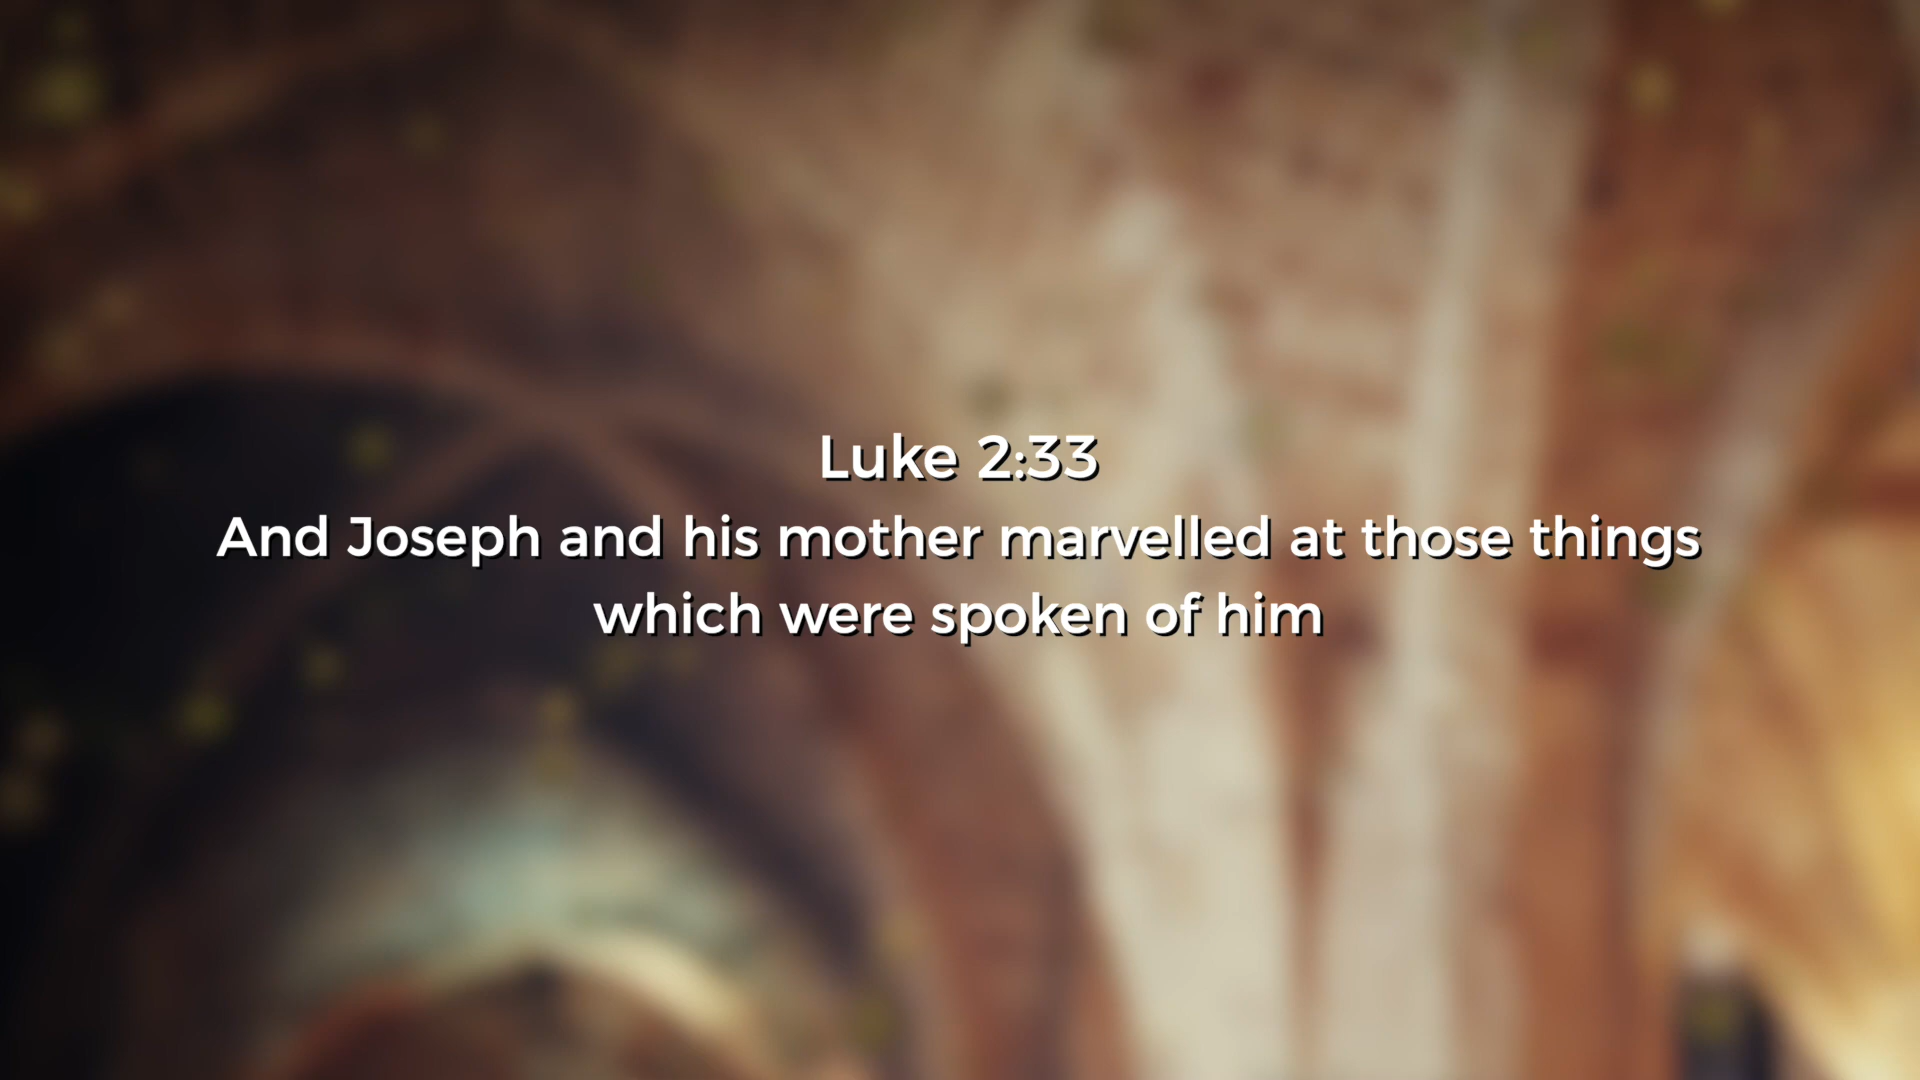 Luke 2:33
And Joseph and his mother marvelled at those things
which were spoken of him